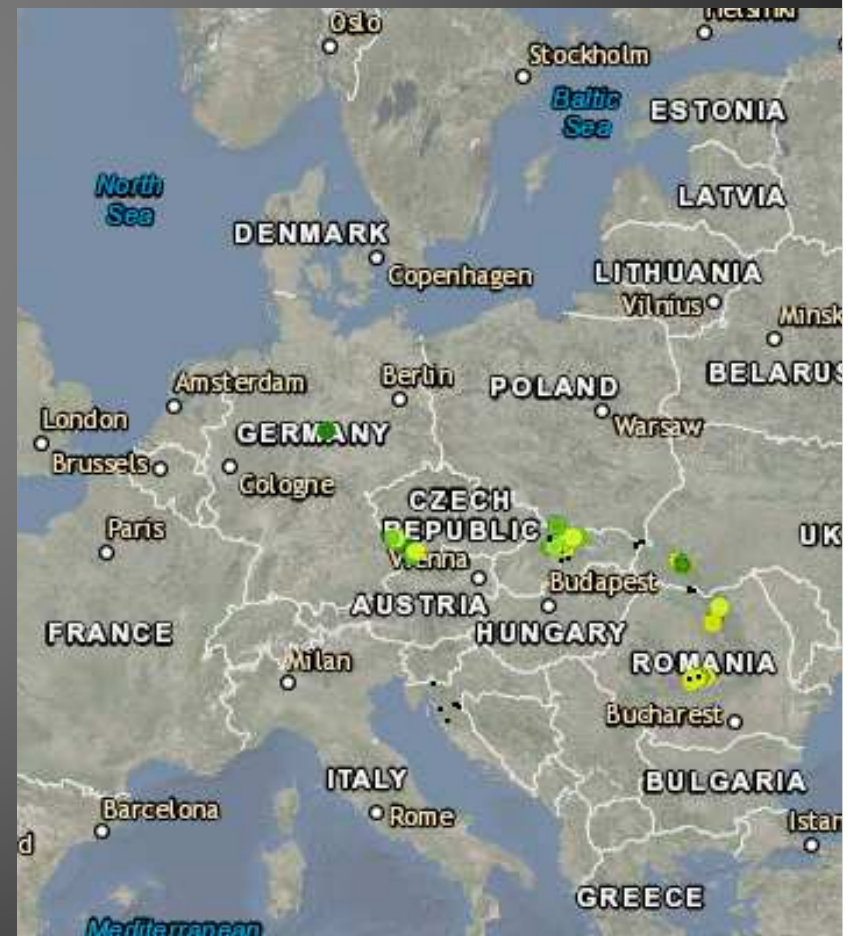 Oslo
Helsinki
Stockholm
Baltic
Sea
ESTONIA
North
Sea
LATVIA
DENMARK
Copenhagen
LITHUANIA
Vilnius
Minsk
Amsterdam
Berlin
POLAND
BELARUS
London
GERMANY
Warsaw
Brussels
Cologne
CZECH
REPUBLIC
Paris
UK
Vienna
Budapest
AUSTRIA
FRANCE
HUNGARY
Milan
ROMANIA
Bucharest
ITALY
BULGARIA
Barcelona
Rome
Istan
d
GREECE
Mediterranean